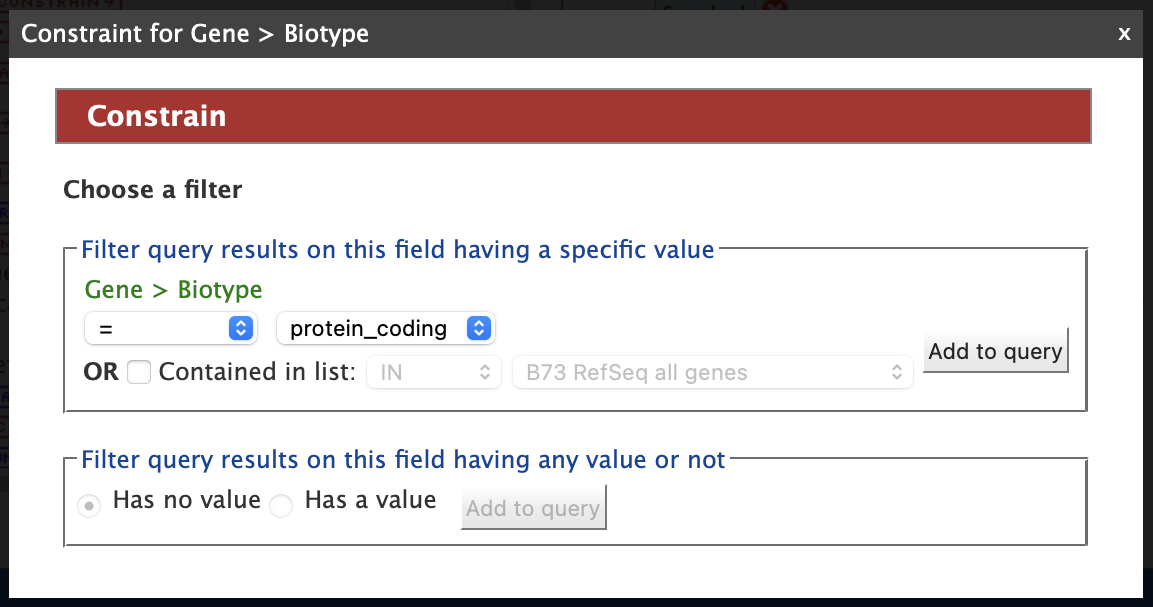 Constraint for Gene > Biotype x
Constrain
Choose a filter
Filter query results on this field having a specific value
Gene > Biotype
= protein_coding
Add to query
OR Contained in list: IN B73 RefSeq all genes
Filter query results on this field having any value or not
Has no value Has a value Add to query